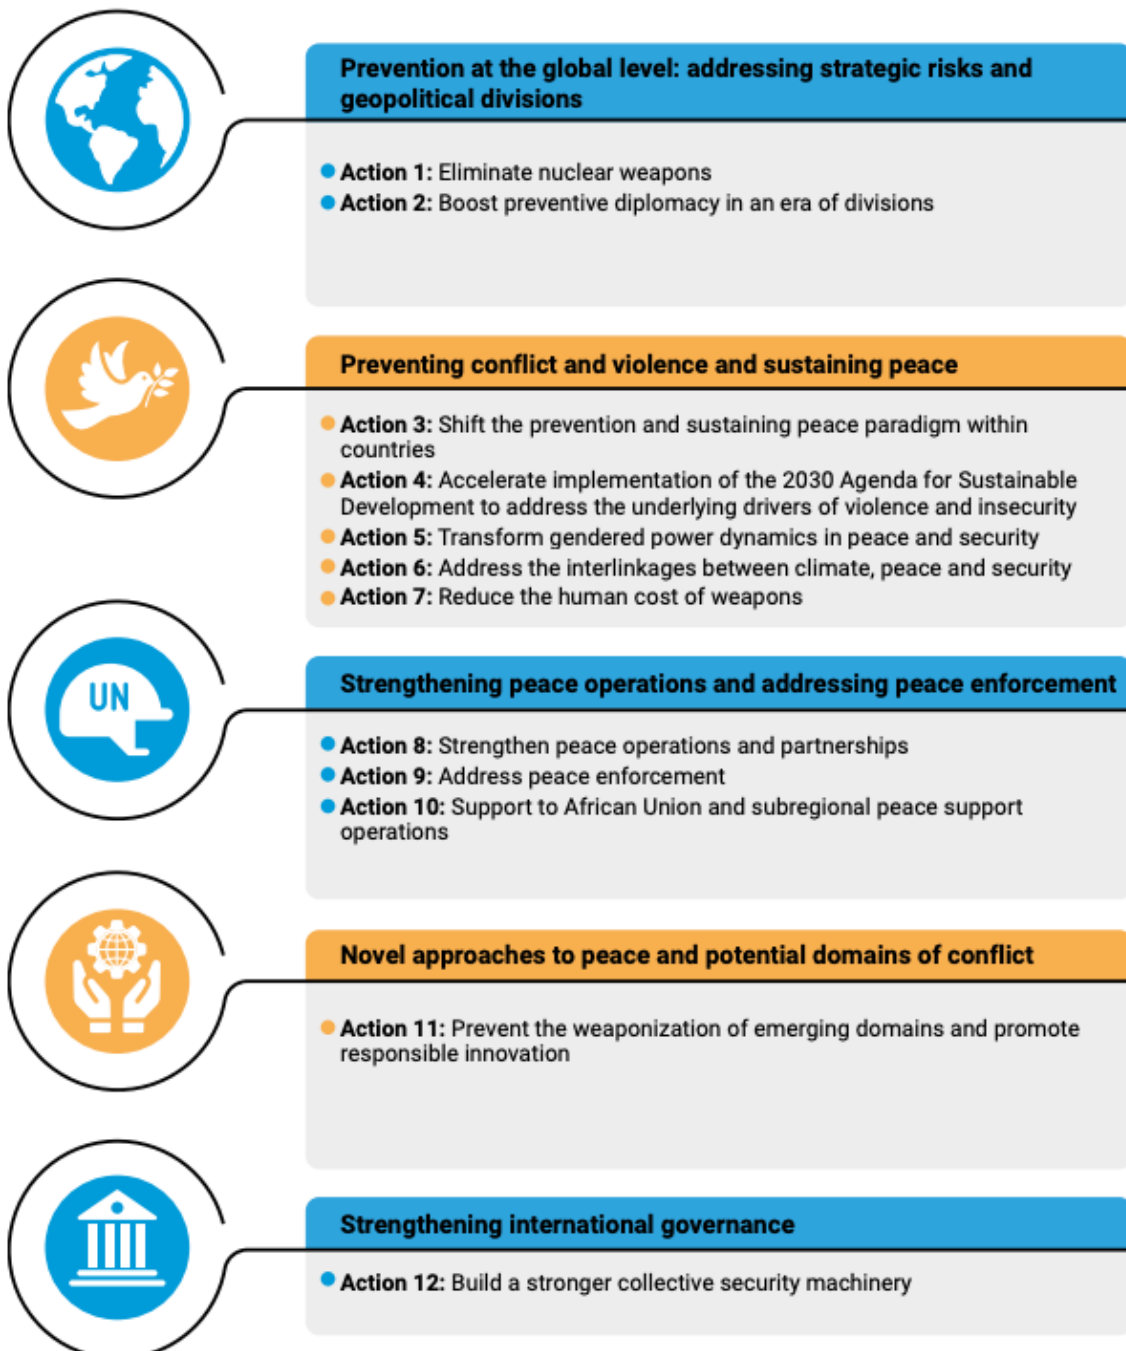 Prevention at the global level: addressing strategic risks and
geopolitical divisions
Action 1: Eliminate nuclear weapons
Action 2: Boost preventive diplomacy in an era of divisions
Preventing conflict and violence and sustaining peace
Action 3: Shift the prevention and sustaining peace paradigm within
countries
Action 4: Accelerate implementation of the 2030 Agenda for Sustainable
Development to address the underlying drivers of violence and insecurity
Action 5: Transform gendered power dynamics in peace and security
Action 6: Address the interlinkages between climate, peace and security
Action 7: Reduce the human cost of weapons
UN
Strengthening peace operations and addressing peace enforcement
Action 8: Strengthen peace operations and partnerships
Action 9: Address peace enforcement
Action 10: Support to African Union and subregional peace support
operations
Novel approaches to peace and potential domains of conflict
Action 11: Prevent the weaponization of emerging domains and promote
responsible innovation
Strengthening international governance
Action 12: Build a stronger collective security machinery